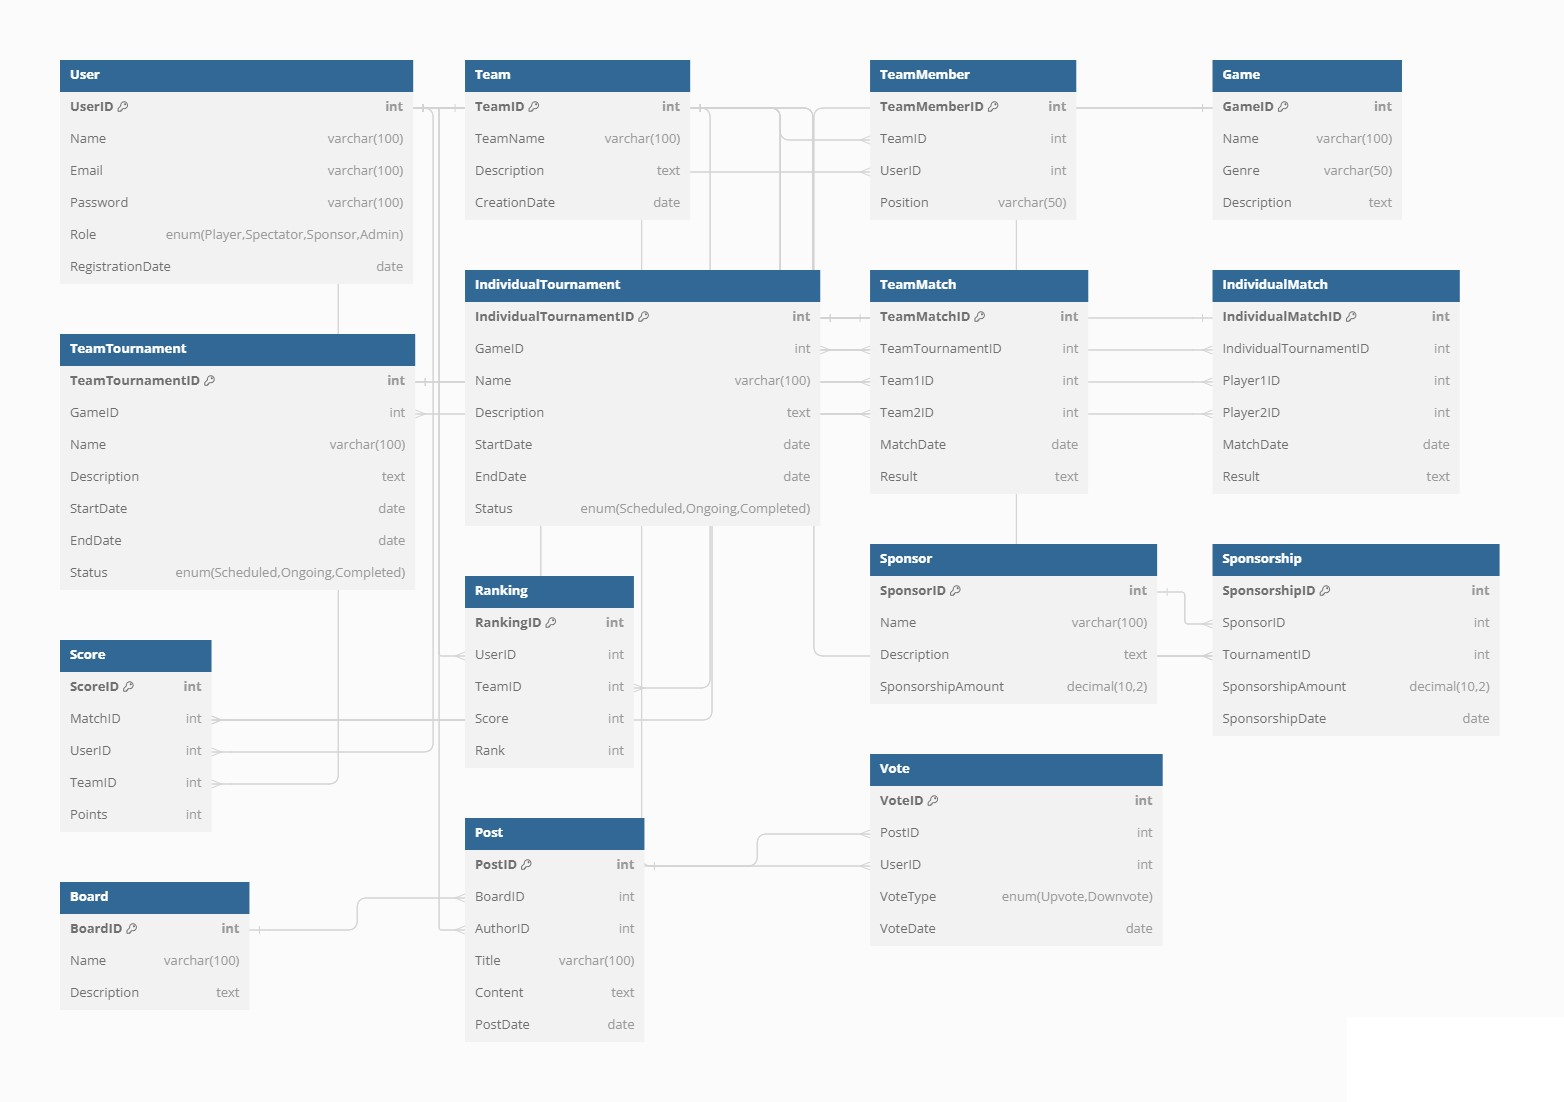 User
UserID int
Name varchar(100)
Email varchar(100)
Password varchar(100)
Role enum(Player,Spectator,Sponsor,Admin)
RegistrationDate date
Team
TeamID int
TeamName varchar(100)
Description text
CreationDate date
TeamMember
TeamMemberID int
TeamID int
UserID int
Position varchar(50)
Game
GameID int
Name varchar(100)
Genre varchar(50)
Description text
TeamTournament
TeamTournamentID int
GameID int
Name varchar(100)
Description text
StartDate date
EndDate date
Status enum(Scheduled,Ongoing,Completed)
IndividualTournament
IndividualTournamentID int
GameID int
Name varchar(100)
Description text
StartDate date
EndDate date
Status enum(Scheduled,Ongoing,Completed)
TeamMatch
TeamMatchID int
TeamTournamentID int
Team1ID int
Team2ID int
MatchDate date
Result text
IndividualMatch
IndividualMatchID int
IndividualTournamentID int
Player1ID int
Player2ID int
MatchDate date
Result text
Score
ScoreID int
MatchID int
UserID int
TeamID int
Points int
Ranking
RankingID int
UserID int
TeamID int
Score int
Rank int
Sponsor
SponsorID int
Name varchar(100)
Description text
SponsorshipAmount decimal(10,2)
Sponsorship
SponsorshipID int
SponsorID int
TournamentID int
SponsorshipAmount decimal(10,2)
SponsorshipDate date
Board
BoardID int
Name varchar(100)
Description text
Post
PostID int
BoardID int
AuthorID int
Title varchar(100)
Content text
PostDate date
Vote
VoteID int
PostID int
UserID int
VoteType enum(Upvote,Downvote)
VoteDate date